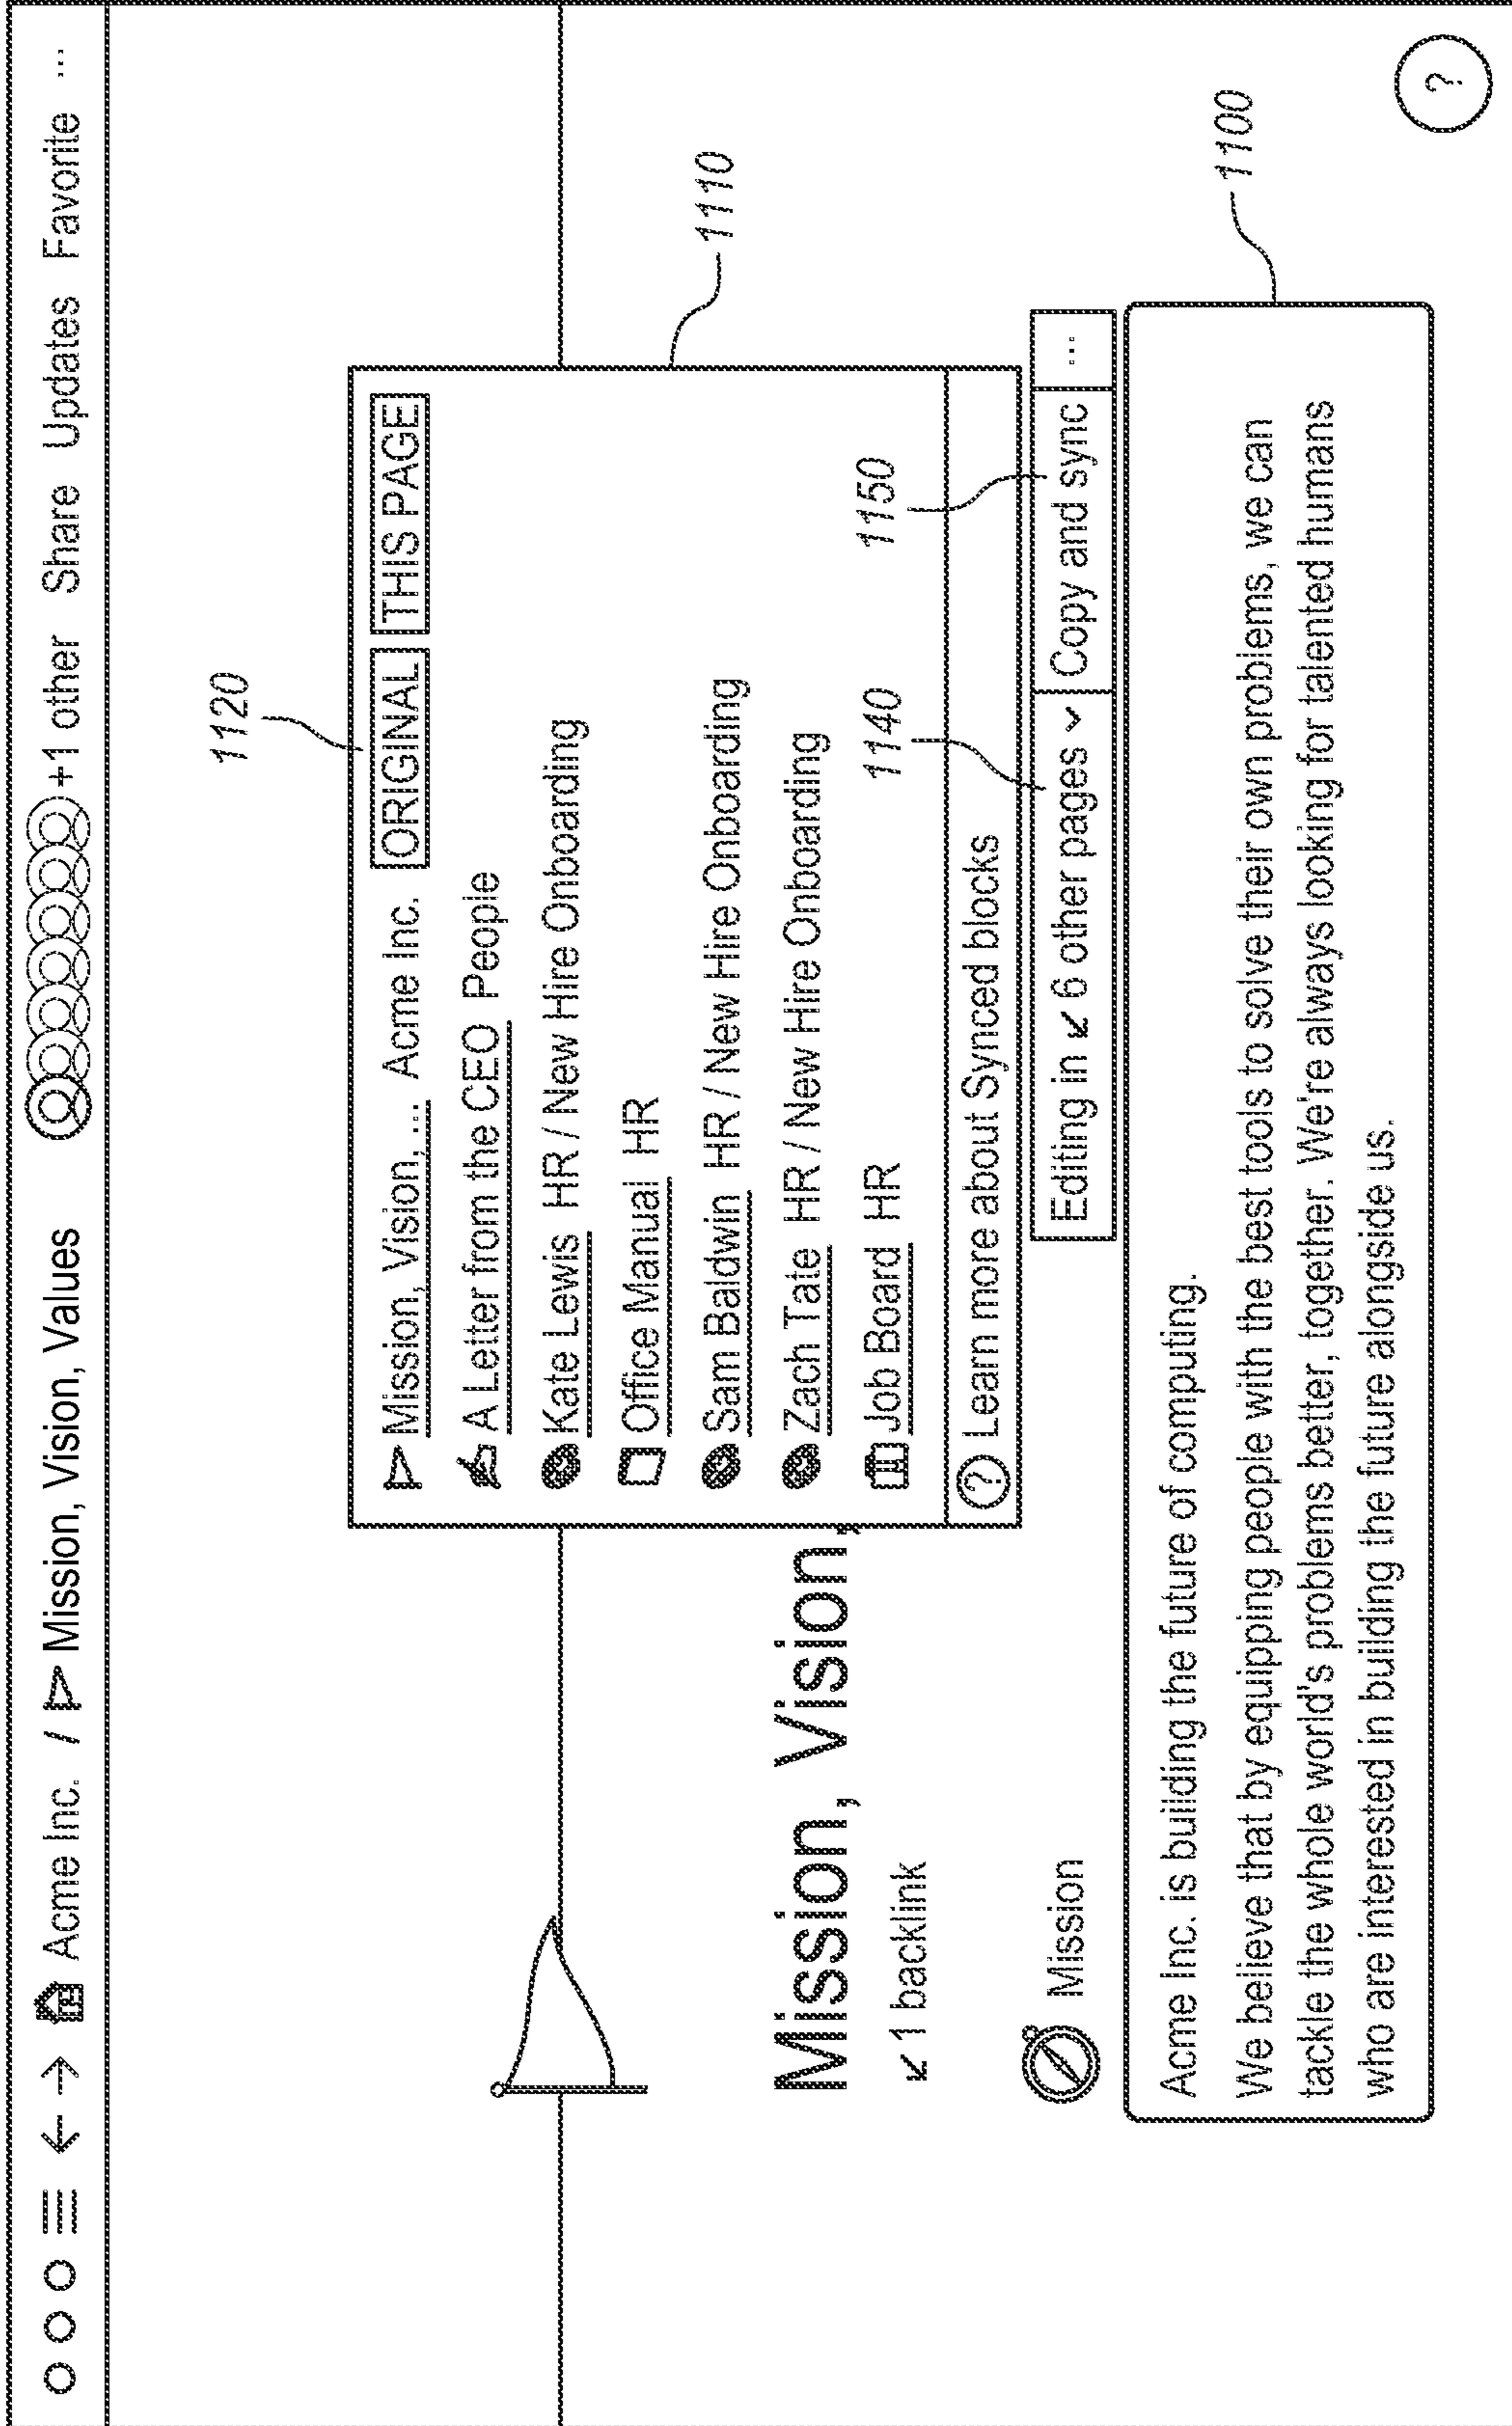 Acme Inc. / Mission, Vision, Values +1 other Share Updates Favorite ...
1120
Mission, Vision, ... Acme Inc. ORIGINAL THIS PAGE
A Letter from the CEO People
Kate Lewis HR / New Hire Onboarding
Office Manual HR
Sam Baldwin HR / New Hire Onboarding
Zach Tate HR / New Hire Onboarding
Job Board HR
? Learn more about Synced blocks
1110
1140
1150
Mission, Vision,
↙ 1 backlink
Editing in ↙ 6 other pages ✓ Copy and sync ...
Mission
1100
Acme Inc. is building the future of computing.
We believe that by equipping people with the best tools to solve their own problems, we can
tackle the whole world's problems better, together. We're always looking for talented humans
who are interested in building the future alongside us.
?